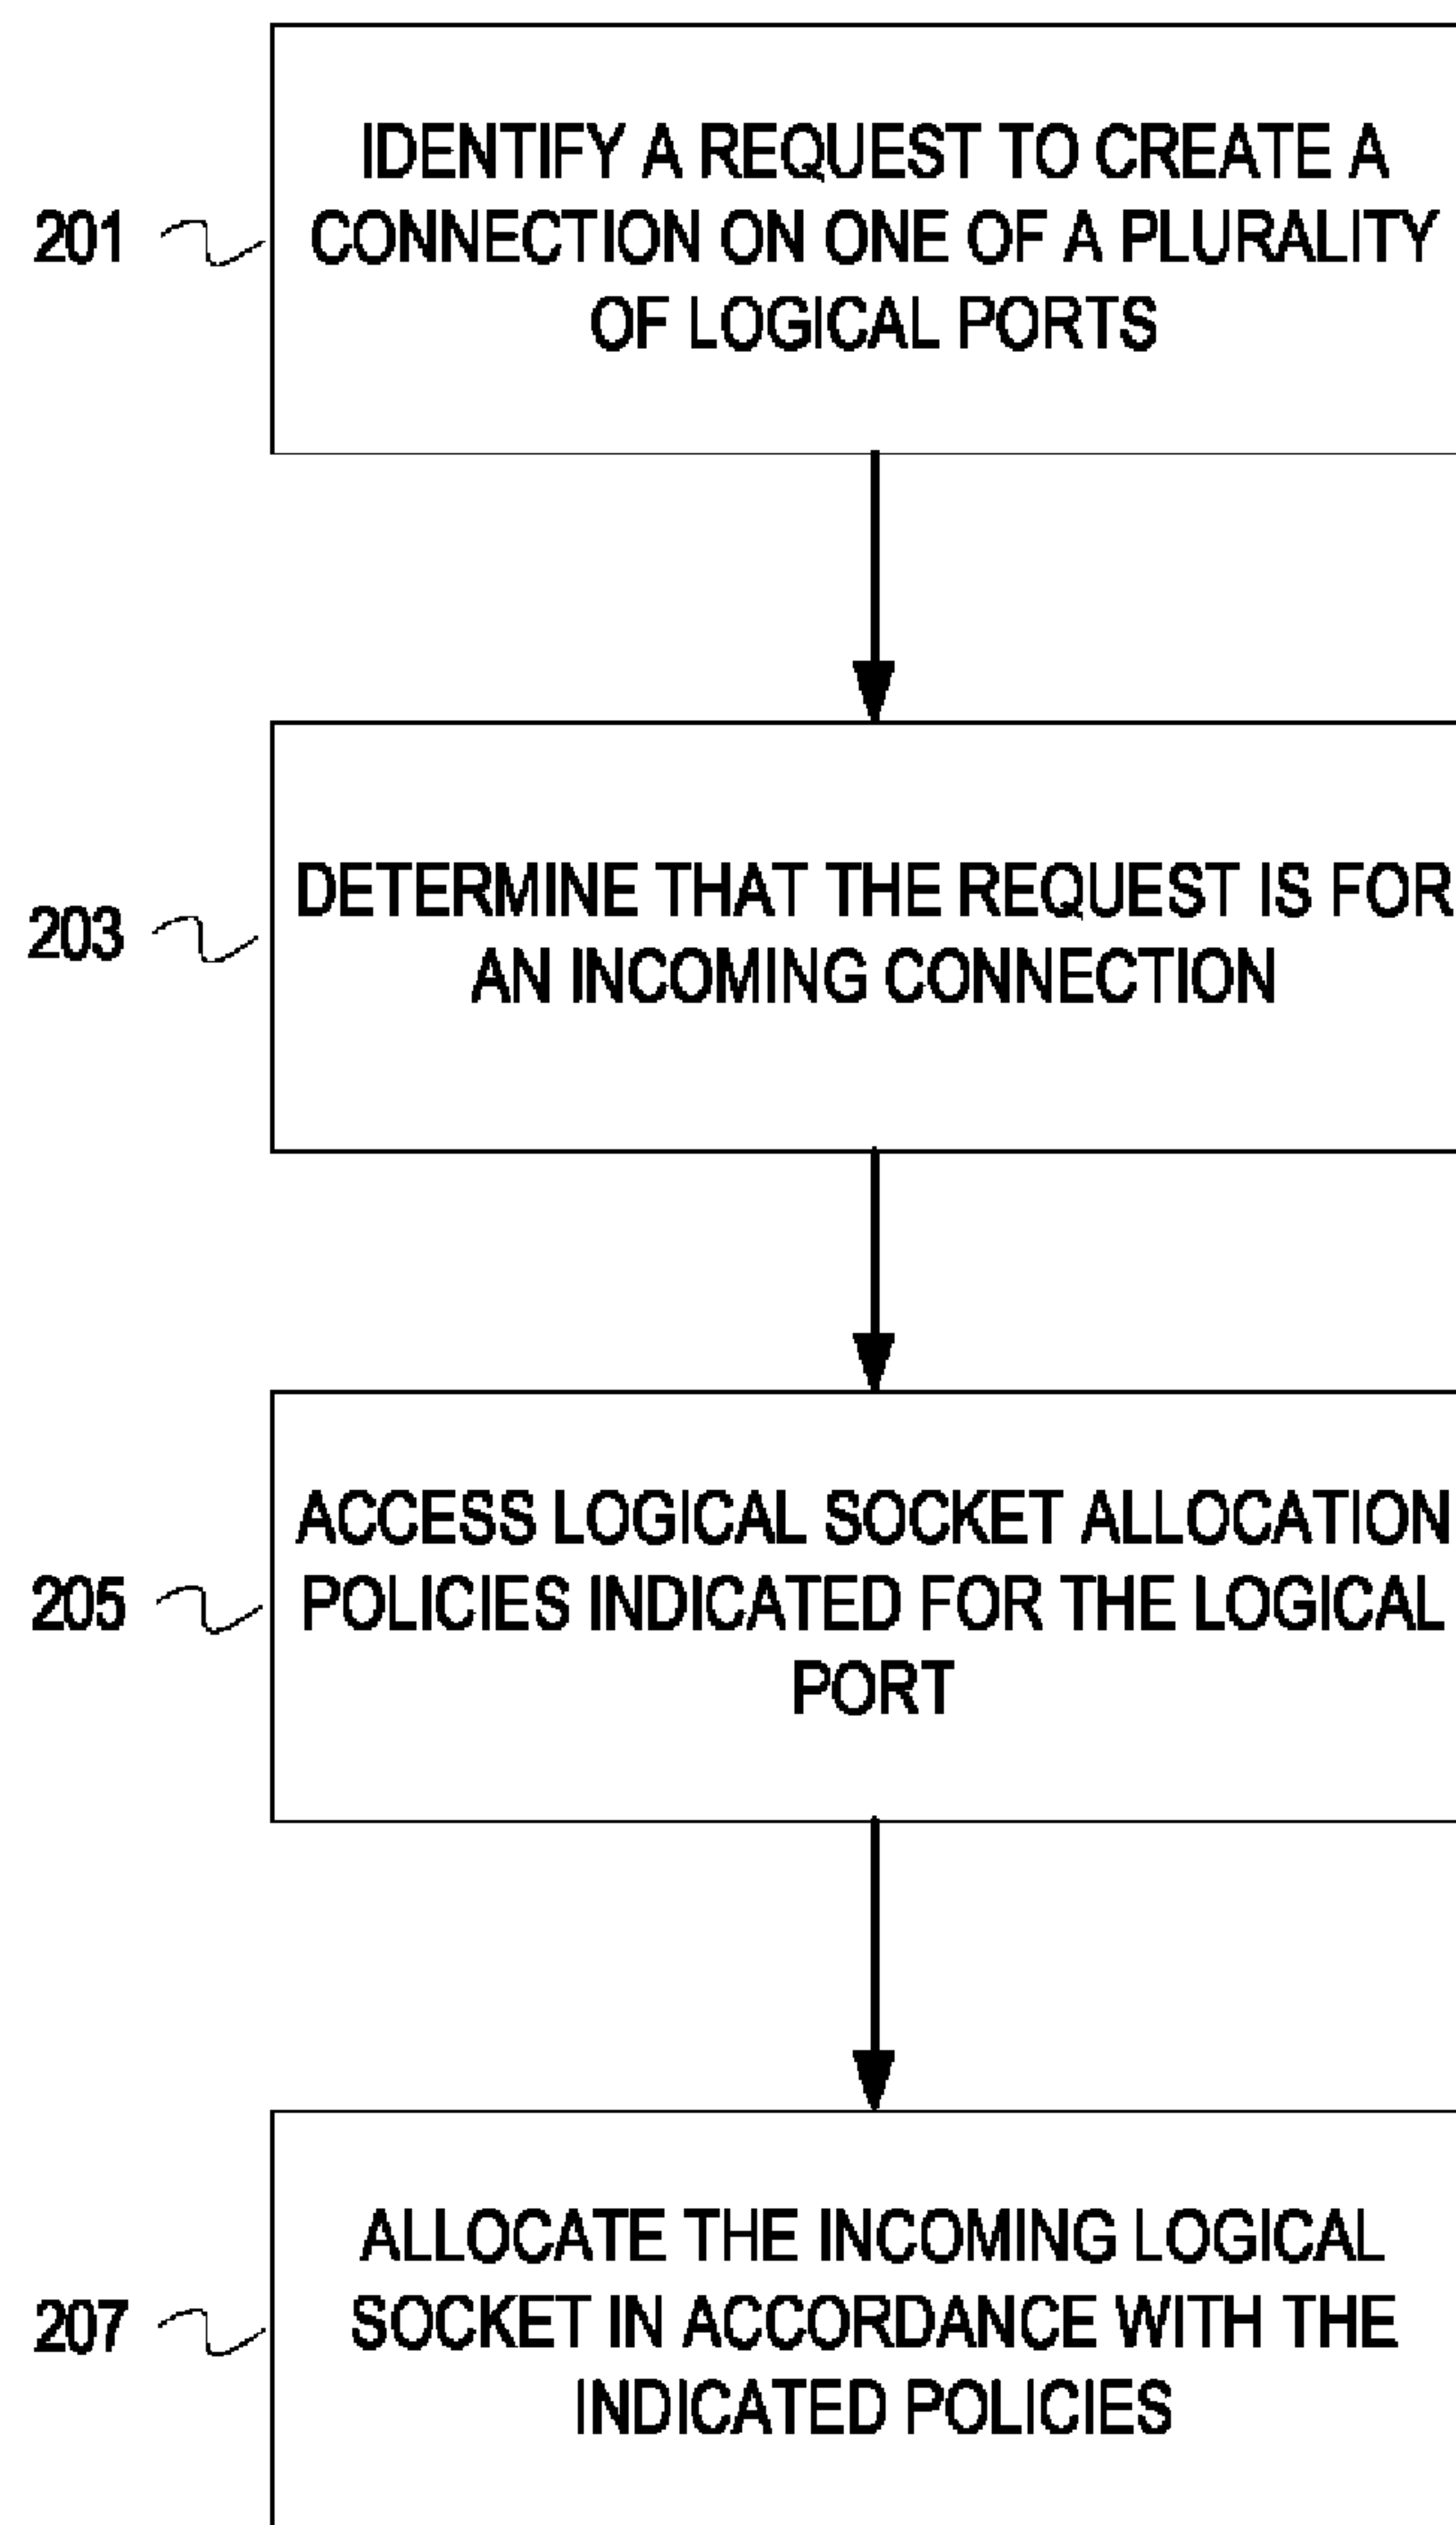 IDENTIFY A REQUEST TO CREATE A
201 CONNECTION ON ONE OF A PLURALITY
OF LOGICAL PORTS
DETERMINE THAT THE REQUEST IS FOR
203 AN INCOMING CONNECTION
ACCESS LOGICAL SOCKET ALLOCATION
205 POLICIES INDICATED FOR THE LOGICAL
PORT
ALLOCATE THE INCOMING LOGICAL
207 SOCKET IN ACCORDANCE WITH THE
INDICATED POLICIES